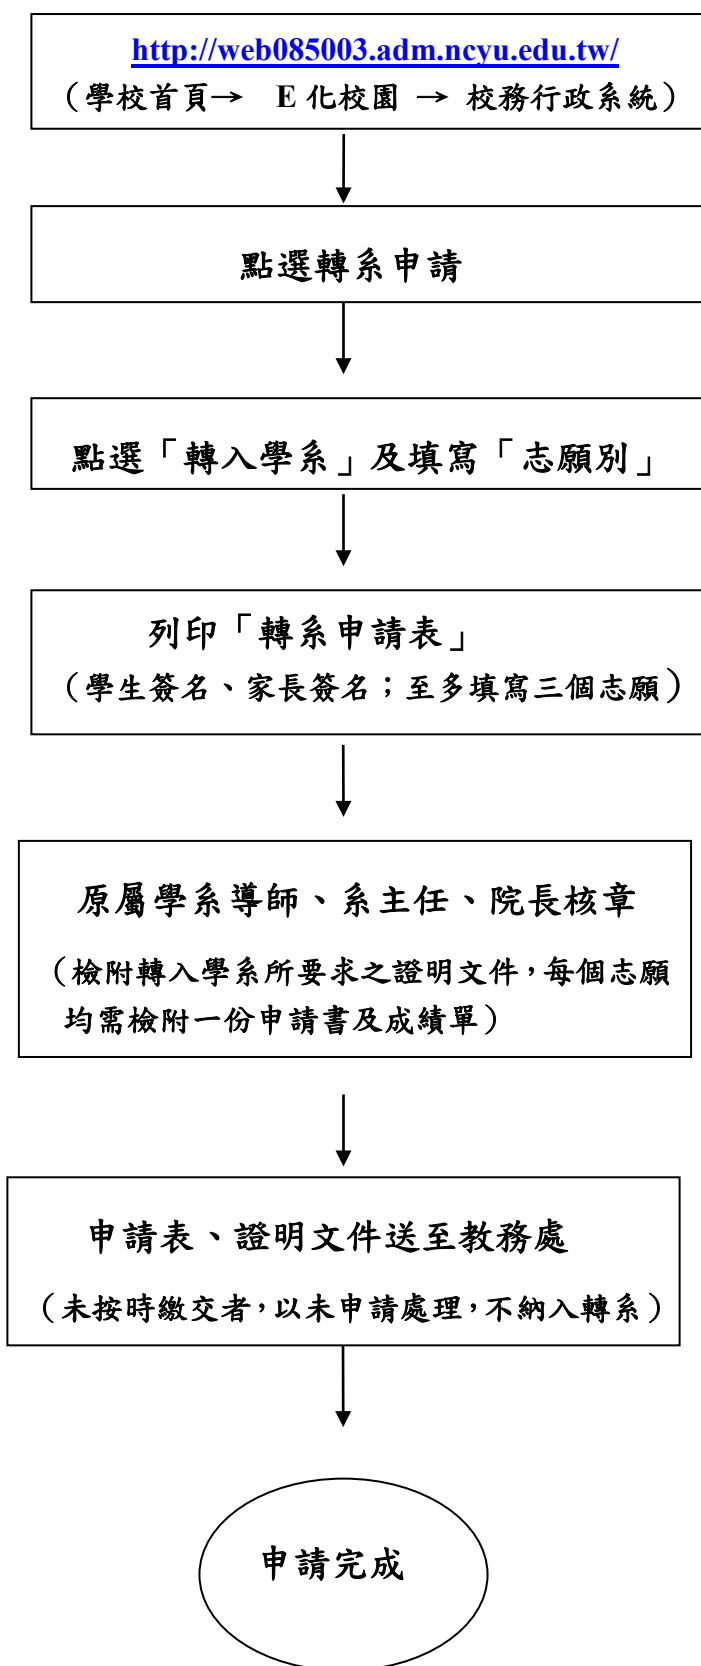 http://web085003.adm.ncyu.edu.tw/
（學校首頁→ E 化校園 → 校務行政系統）
點選轉系申請
點選「轉入學系」及填寫「志願別」
列印「轉系申請表」
（學生簽名、家長簽名；至多填寫三個志願）
原屬學系導師、系主任、院長核章
（檢附轉入學系所要求之證明文件，每個志願
均需檢附一份申請書及成績單）
申請表、證明文件送至教務處
（未按時繳交者，以未申請處理，不納入轉系）
申請完成